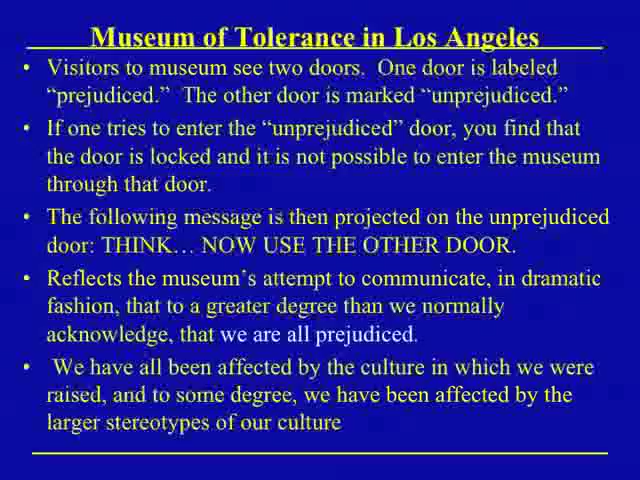 Museum of Tolerance in Los Angeles
• Visitors to museum see two doors. One door is labeled
“prejudiced.” The other door is marked “unprejudiced.”
• If one tries to enter the “unprejudiced” door, you find that
the door is locked and it is not possible to enter the museum
through that door.
• The following message is then projected on the unprejudiced
door: THINK… NOW USE THE OTHER DOOR.
• Reflects the museum’s attempt to communicate, in dramatic
fashion, that to a greater degree than we normally
acknowledge, that we are all prejudiced.
• We have all been affected by the culture in which we were
raised, and to some degree, we have been affected by the
larger stereotypes of our culture